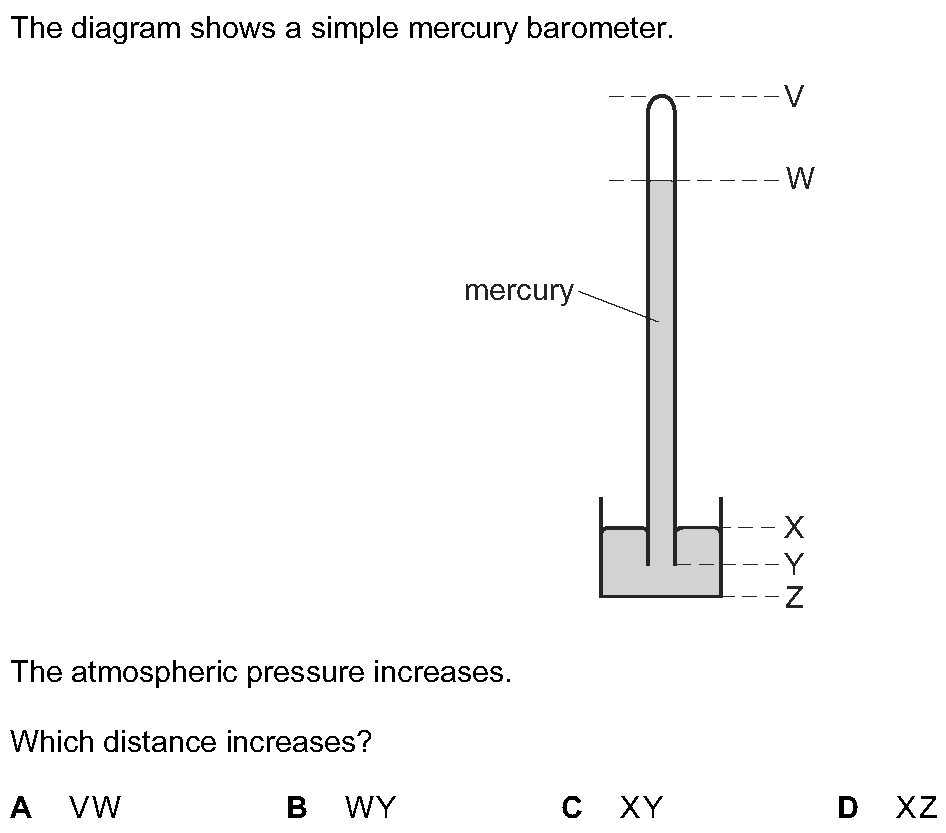 The diagram shows a simple mercury barometer.
V
W
mercury
X
Y
Z
The atmospheric pressure increases.
Which distance increases?
A VW B WY C XY D XZ